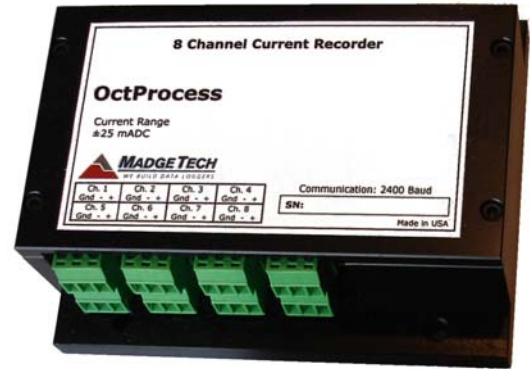 8 Channel Current Recorder
OctProcess
Current Range
±25 mADC
MADGETECH
WE BUILD DATA LOGGERS
Ch. 1 Ch. 2 Ch. 3 Ch. 4
Gnd - + Gnd - + Gnd - + Gnd - +
Ch. 5 Ch. 6 Ch. 7 Ch. 8
Gnd - + Gnd - + Gnd - + Gnd - +
Communication: 2400 Baud
SN:
Made in USA